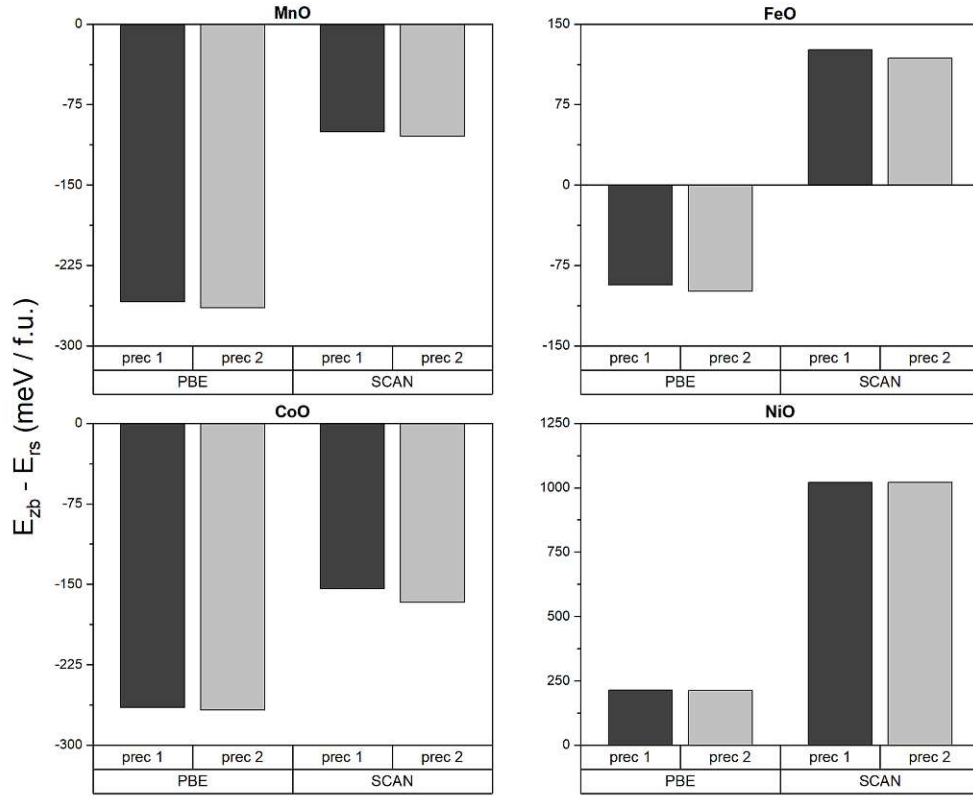 MnO
0
-75
-150
-225
-300
prec 1 prec 2 prec 1 prec 2
PBE SCAN
FeO
150
75
0
-75
-150
prec 1 prec 2 prec 1 prec 2
PBE SCAN
E_zb - E_rs (meV / f.u.)
CoO
0
-75
-150
-225
-300
prec 1 prec 2 prec 1 prec 2
PBE SCAN
NiO
1250
1000
750
500
250
0
prec 1 prec 2 prec 1 prec 2
PBE SCAN